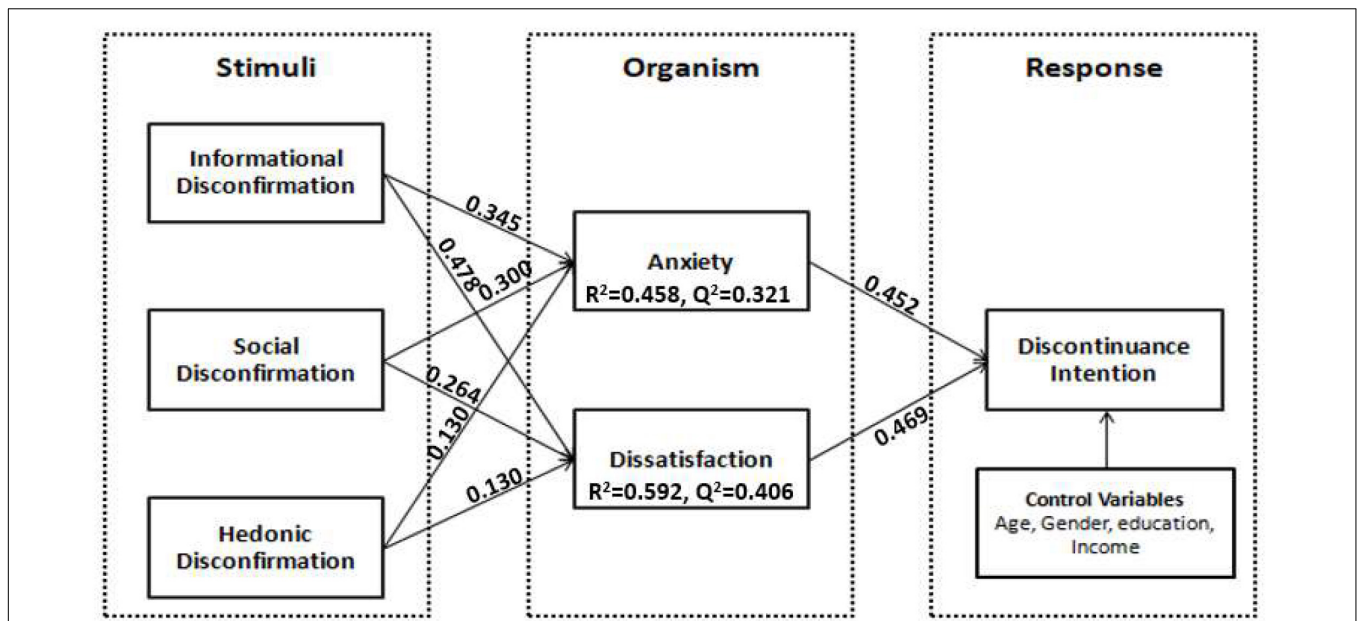 Stimuli
Organism
Response
Informational
Disconfirmation
Social
Disconfirmation
Hedonic
Disconfirmation
0.345
0.478
0.300
0.264
0.130
0.130
Anxiety
R²=0.458, Q²=0.321
Dissatisfaction
R²=0.592, Q²=0.406
0.452
0.469
Discontinuance
Intention
Control Variables
Age, Gender, education,
Income